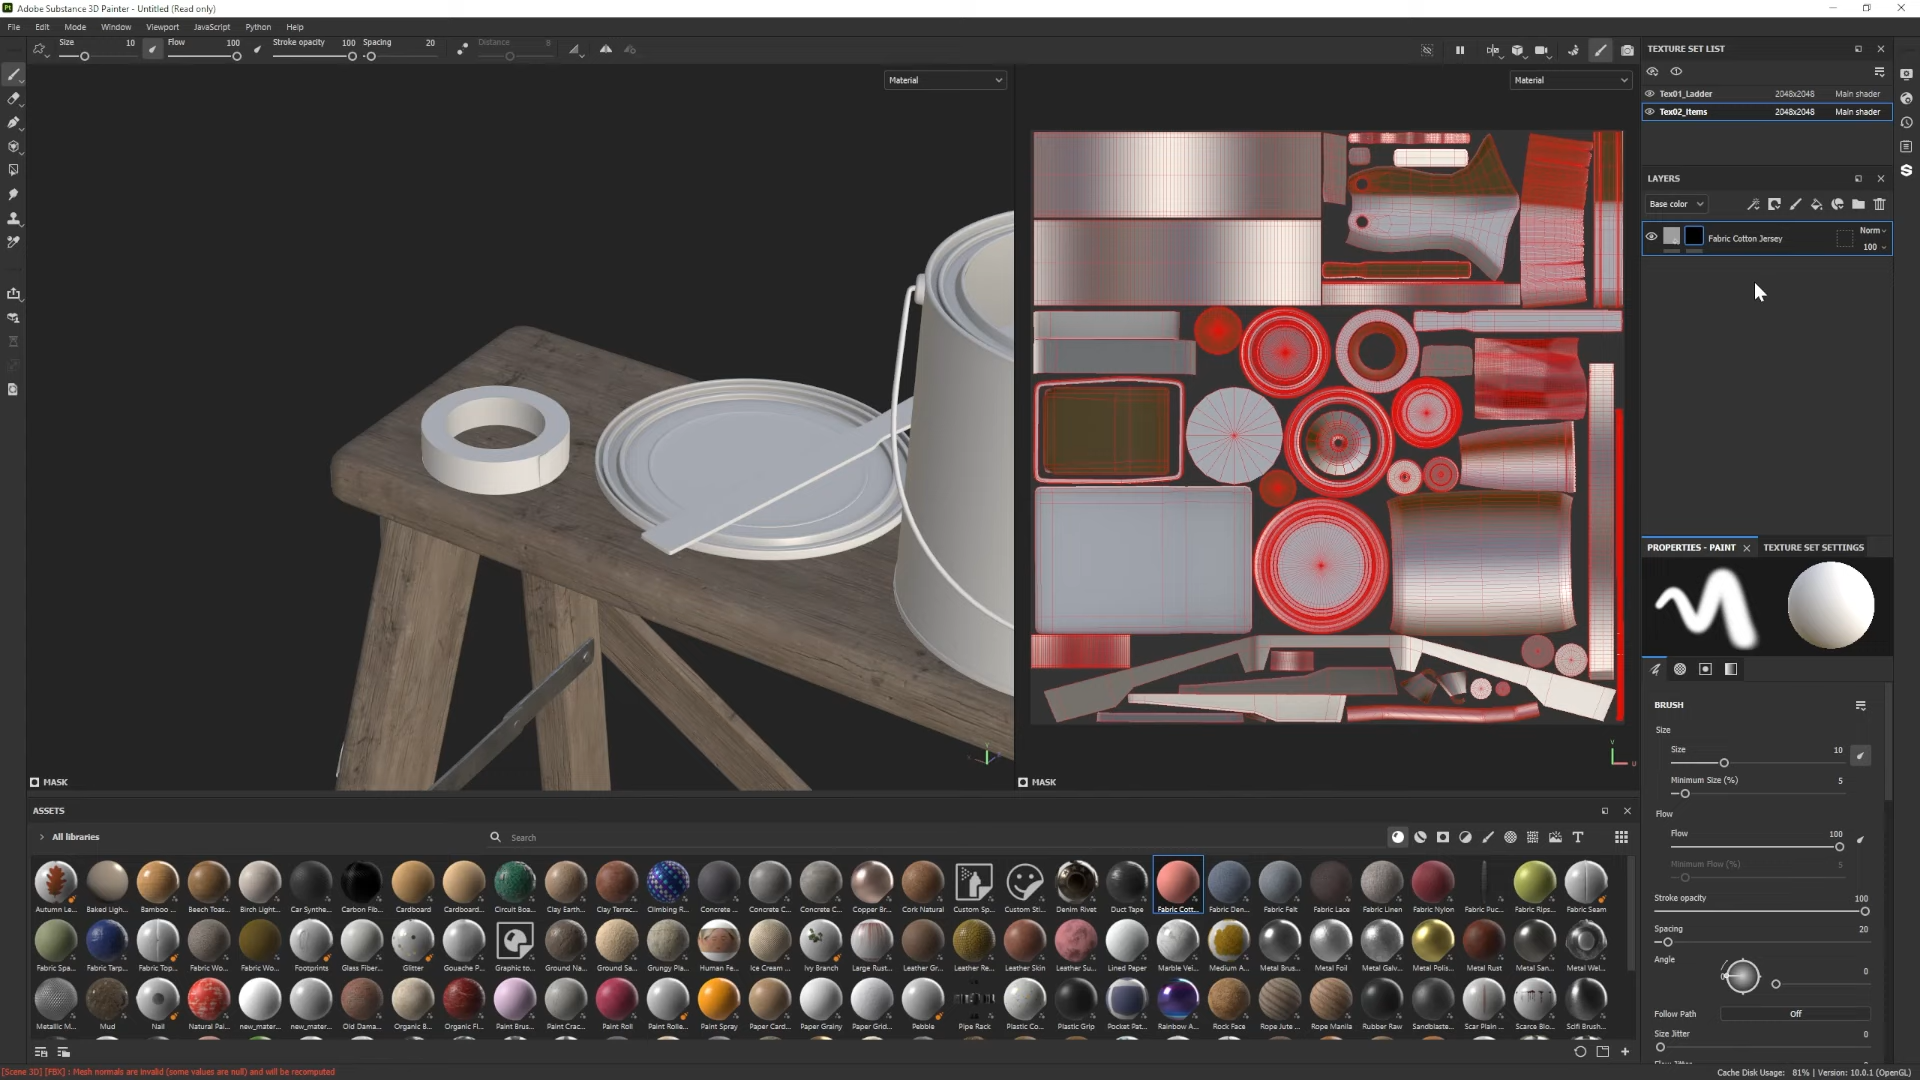 Adobe Substance 3D Painter - Untitled (Read only)
File Edit Mode Window Viewport JavaScript Python Help
Size 10 Flow 100 Stroke opacity 100 Spacing 20 Distance 8
Material
Material
MASK
MASK
TEXTURE SET LIST
Tex01_Ladder 2048x2048 Main shader
Tex02_Items 2048x2048 Main shader
LAYERS
Base color
Fabric Cotton Jersey Norm 100
PROPERTIES - PAINT TEXTURE SET SETTINGS
BRUSH
Size
Size 10
Minimum Size (%) 5
Flow
Flow 100
Minimum Flow (%) 5
Stroke opacity 100
Spacing 20
Angle 0
Follow Path Off
Size Jitter 0
ASSETS
All libraries Search
Autumn Le... Baked Ligh... Bamboo ... Beech Toas... Birch Light... Car Synthe... Carbon Fib... Cardboard Cardboard... Circuit Boa... Clay Earth... Clay Terrac... Climbing R... Concrete ... Concrete C... Concrete C... Copper Br... Cork Natural Custom Sp... Custom Sti... Denim Rivet Duct Tape Fabric Cott... Fabric Den... Fabric Felt Fabric Lace Fabric Linen Fabric Nylon Fabric Puc... Fabric Rips... Fabric Seam
Fabric Spa... Fabric Tarp... Fabric Top... Fabric Wo... Fabric Wo... Footprints Glass Fiber... Glitter Gouache P... Graphic to... Ground Na... Ground Sa... Grungy Pla... Human Fe... Ice Cream ... Ivy Branch Large Rust... Leather Gr... Leather Re... Leather Skin Leather Su... Lined Paper Marble Vei... Medium A... Metal Brus... Metal Foil Metal Galv... Metal Polis... Metal Rust Metal San... Metal Wel...
Metallic M... Mud Nail Natural Pai... new_mater... new_mater... Old Dama... Organic B... Organic Fl... Paint Brus... Paint Crac... Paint Roll Paint Rolle... Paint Spray Paper Card... Paper Grainy Paper Grid... Pebble Pipe Rack Plastic Co... Plastic Grip Pocket Pat... Rainbow A... Rock Face Rope Jute ... Rope Manila Rubber Raw Sandblaste... Scar Plain ... Scarce Blo... Scifi Brush...
[Scene 3D] [FBX] : Mesh normals are invalid (some values are null) and will be recomputed
Cache Disk Usage: 81% | Version: 10.0.1 (OpenGL)